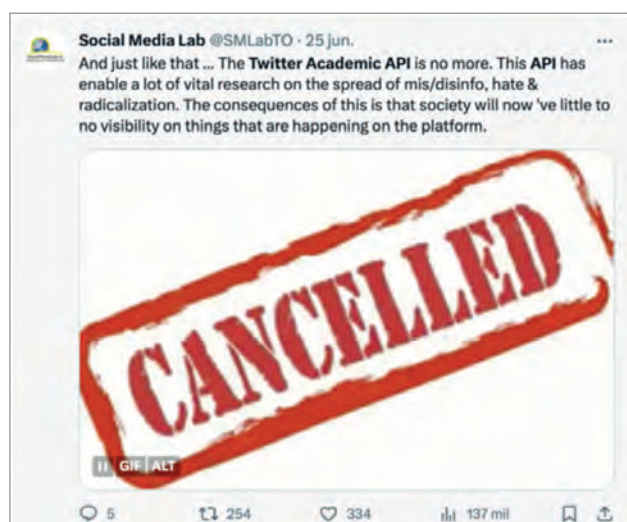 Social Media Lab @SMLabTO · 25 jun.
And just like that ... The Twitter Academic API is no more. This API has
enable a lot of vital research on the spread of mis/disinfo, hate &
radicalization. The consequences of this is that society will now 've little to
no visibility on things that are happening on the platform.
CANCELLED
GIF ALT
5 254 334 137 mil